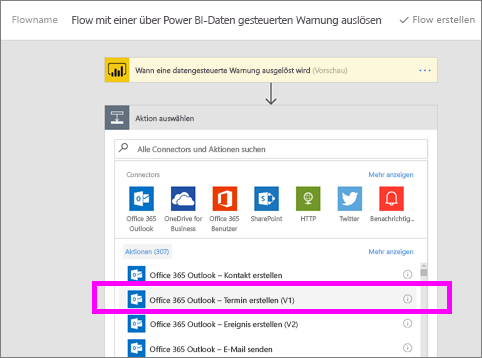 Flowname Flow mit einer über Power BI-Daten gesteuerten Warnung auslösen Flow erstellen
Wann eine datengesteuerte Warnung ausgelöst wird (Vorschau) ...
Aktion auswählen
Alle Connectors und Aktionen suchen
Connectors Mehr anzeigen
Office 365 Outlook
OneDrive for Business
Office 365 Benutzer
SharePoint
HTTP
Twitter
Benachrichtig...
Aktionen (307) Mehr anzeigen
Office 365 Outlook – Kontakt erstellen
Office 365 Outlook – Termin erstellen (V1)
Office 365 Outlook – Ereignis erstellen (V2)
Office 365 Outlook – E-Mail senden